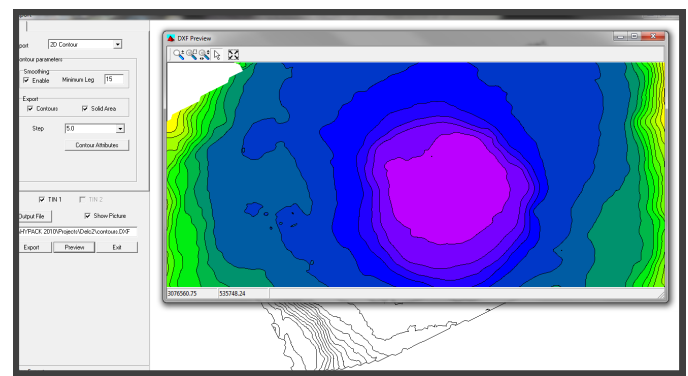 port 2D Contour
ontour parameters
Smoothing
Enable Minimum Leg 15
Export
Contours Solid Area
Step 5.0
Contour Attributes
TIN 1 TIN 2
Output File Show Picture
\HYPACK 2010\Projects\Delc2\contours.DXF
Export Preview Exit
DXF Preview
3076560.75 535748.24